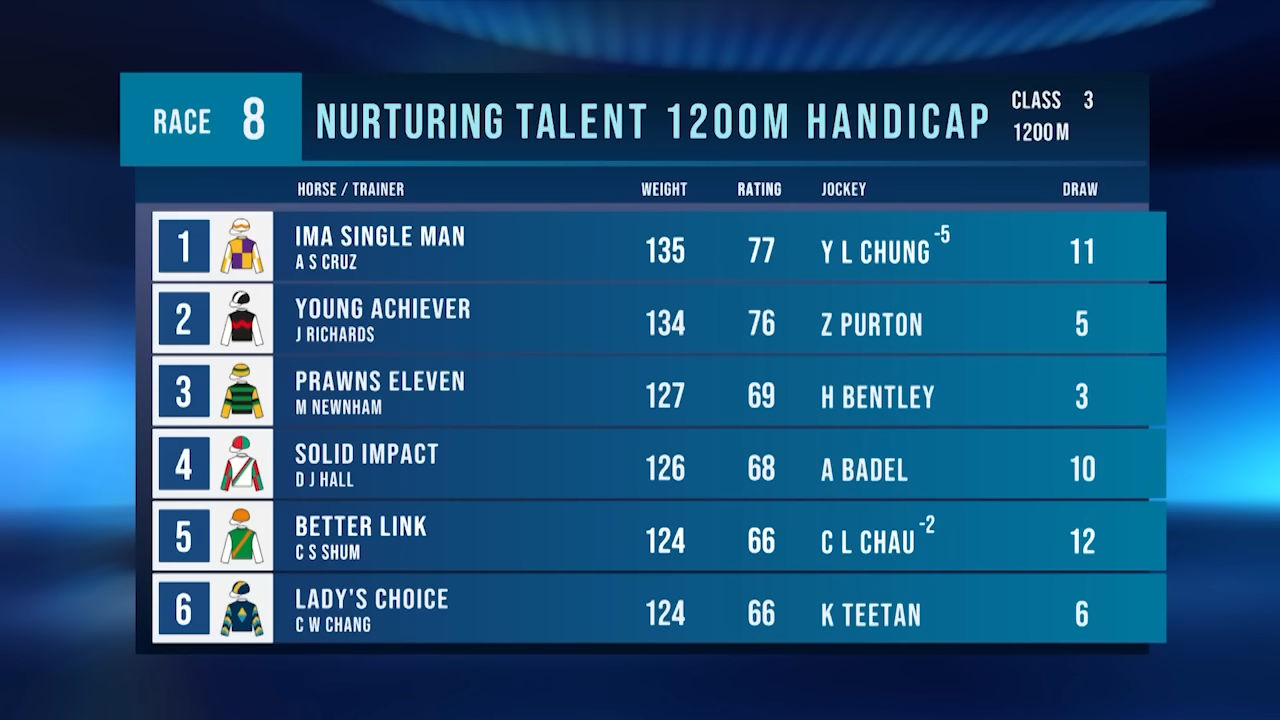 RACE 8
NURTURING TALENT 1200M HANDICAP
CLASS 3
1200M
HORSE / TRAINER WEIGHT RATING JOCKEY DRAW
1 IMA SINGLE MAN 135 77 Y L CHUNG -5 11
A S CRUZ
2 YOUNG ACHIEVER 134 76 Z PURTON 5
J RICHARDS
3 PRAWNS ELEVEN 127 69 H BENTLEY 3
M NEWNHAM
4 SOLID IMPACT 126 68 A BADEL 10
D J HALL
5 BETTER LINK 124 66 C L CHAU -2 12
C S SHUM
6 LADY'S CHOICE 124 66 K TEETAN 6
C W CHANG